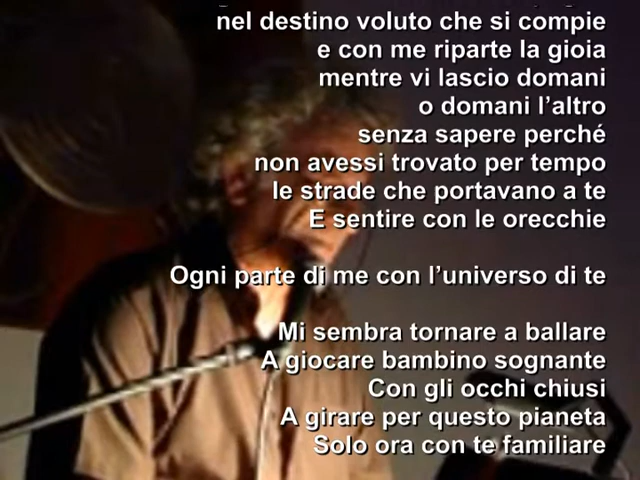 nel destino voluto che si compie
e con me riparte la gioia
mentre vi lascio domani
o domani l’altro
senza sapere perché
non avessi trovato per tempo
le strade che portavano a te
E sentire con le orecchie
Ogni parte di me con l’universo di te
Mi sembra tornare a ballare
A giocare bambino sognante
Con gli occhi chiusi
A girare per questo pianeta
Solo ora con te familiare